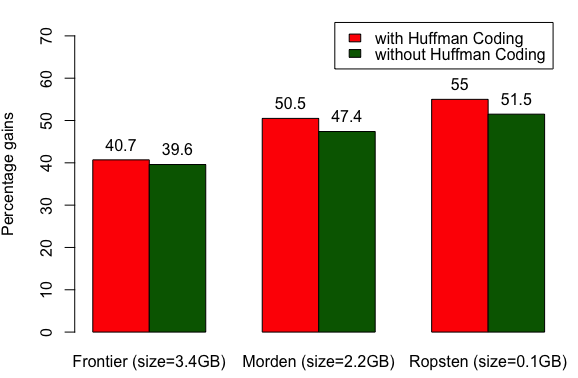 with Huffman Coding
without Huffman Coding
Percentage gains
70
60
50
40
30
20
10
0
40.7
39.6
50.5
47.4
55
51.5
Frontier (size=3.4GB)
Morden (size=2.2GB)
Ropsten (size=0.1GB)